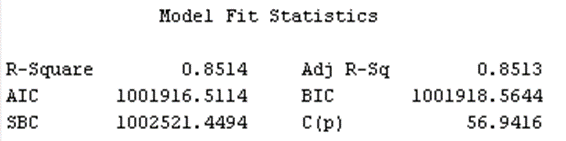 Model Fit Statistics
R-Square 0.8514 Adj R-Sq 0.8513
AIC 1001916.5114 BIC 1001918.5644
SBC 1002521.4494 C(p) 56.9416